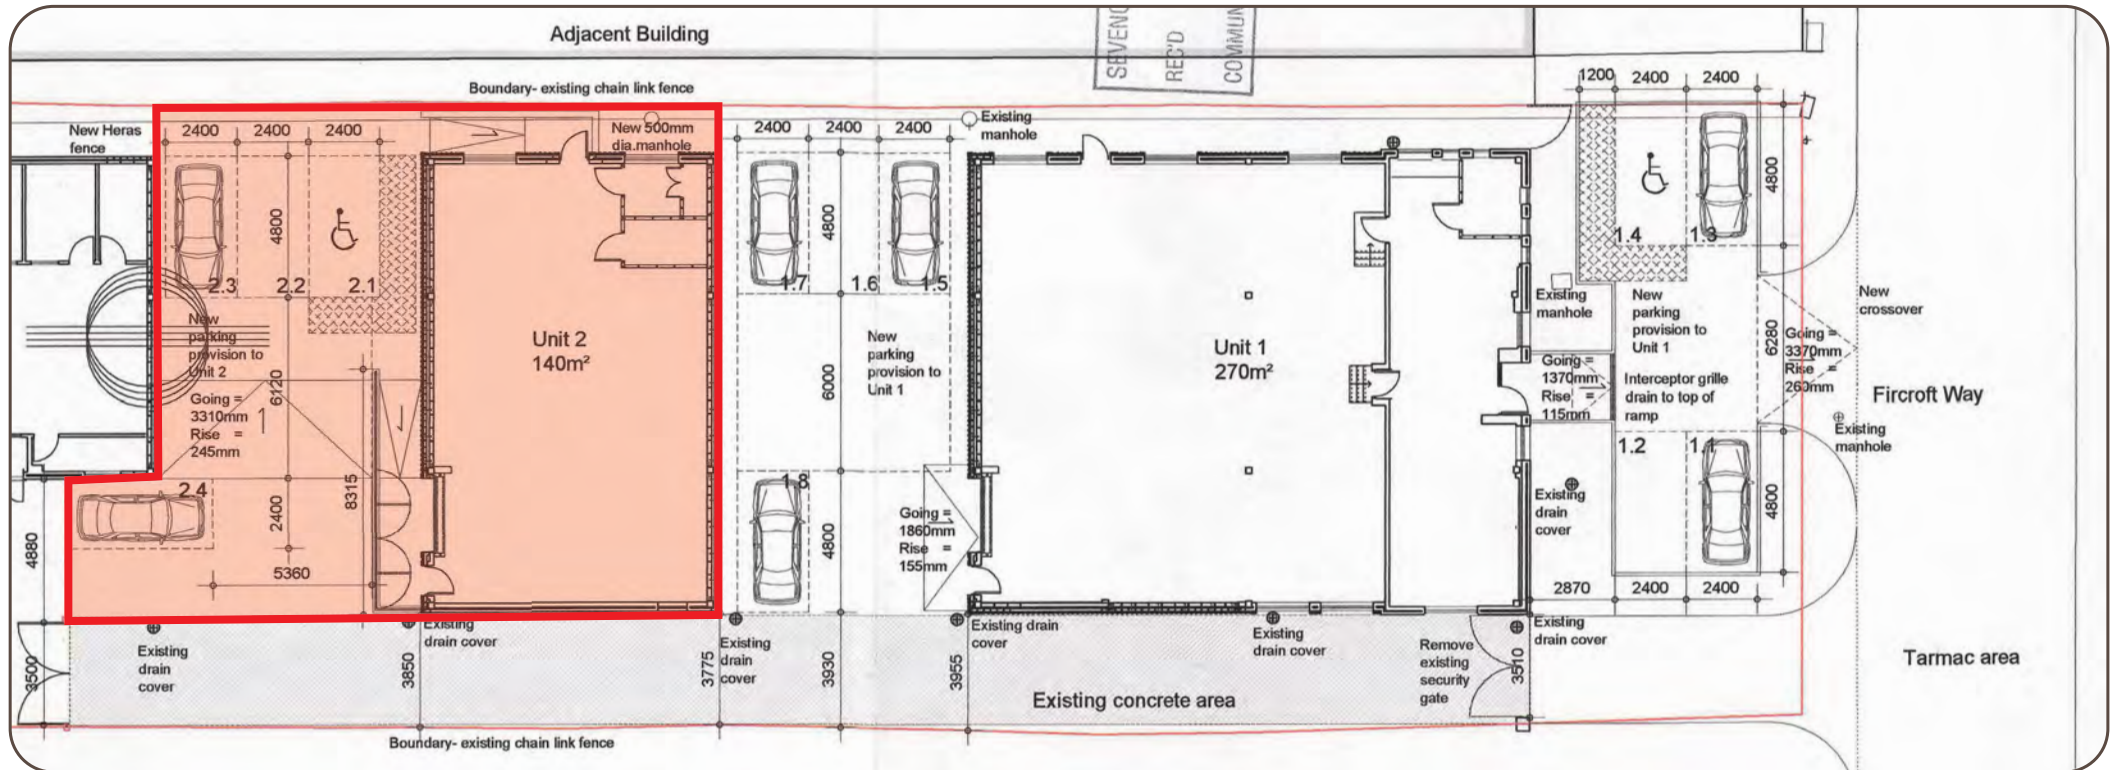 Adjacent Building
SEVENO
REC'D
COMMUN
Boundary- existing chain link fence
1200
2400
2400
New Heras
fence
2400
2400
2400
New 500mm
dia.manhole
2400
2400
2400
Existing
manhole
4800
4800
4800
2.3
2.2
2.1
1.7
1.6
1.5
1.4
1.3
New
parking
provision to
Unit 2
6120
Going =
3310mm
Rise =
245mm
Unit 2
140m²
New
parking
provision to
Unit 1
6000
Unit 1
270m²
Existing
manhole
New
parking
provision to
Unit 1
6280
Going =
3370mm
Rise =
260mm
New
crossover
Going =
1370mm
Rise =
115mm
Interceptor grille
drain to top of
ramp
Fircroft Way
Existing
manhole
2.4
2400
8315
1.8
4800
Going =
1860mm
Rise =
155mm
1.2
1.1
Existing
drain
cover
4800
4880
5360
2870
2400
2400
3500
Existing
drain
cover
Existing
drain cover
3850
3775
Existing
drain
cover
3930
3955
Existing drain
cover
Existing
drain cover
Remove
existing
security
gate
3510
Existing
drain cover
Tarmac area
Existing concrete area
Boundary- existing chain link fence